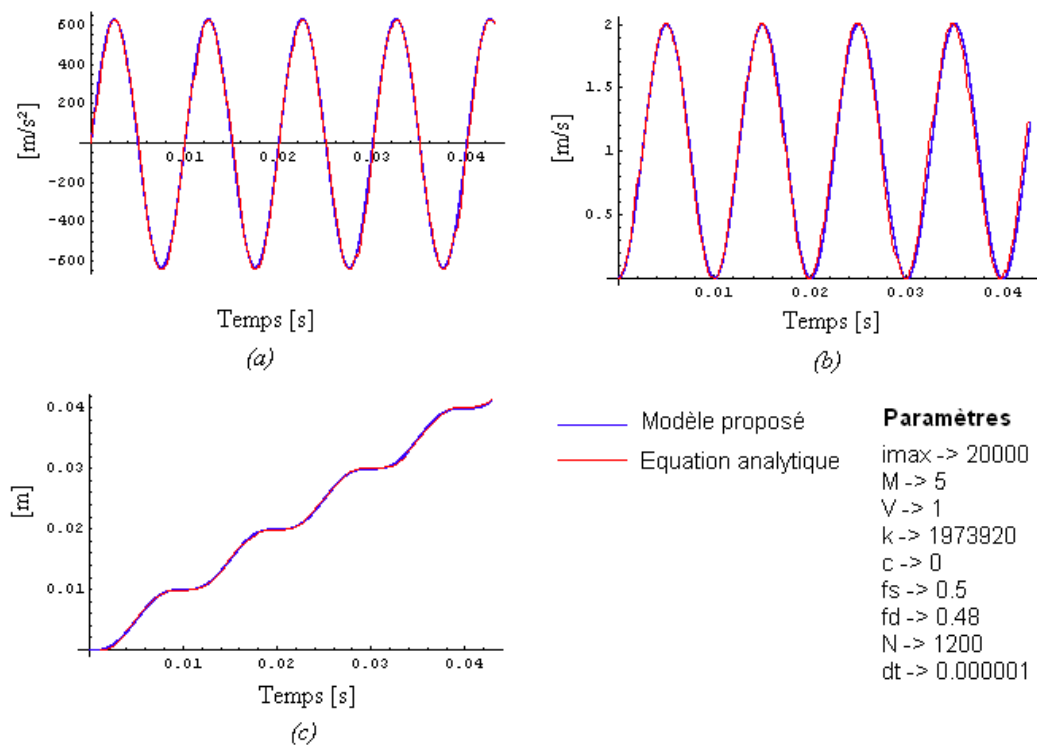 600
400
200
-200
-400
-600
0.01 0.02 0.03 0.04
[m/s²]
Temps [s]
(a)
2
1.5
1
0.5
0.01 0.02 0.03 0.04
[m/s]
Temps [s]
(b)
0.04
0.03
0.02
0.01
0.01 0.02 0.03 0.04
[m]
Temps [s]
(c)
Modèle proposé
Equation analytique
Paramètres
imax -> 20000
M -> 5
V -> 1
k -> 1973920
c -> 0
fs -> 0.5
fd -> 0.48
N -> 1200
dt -> 0.000001